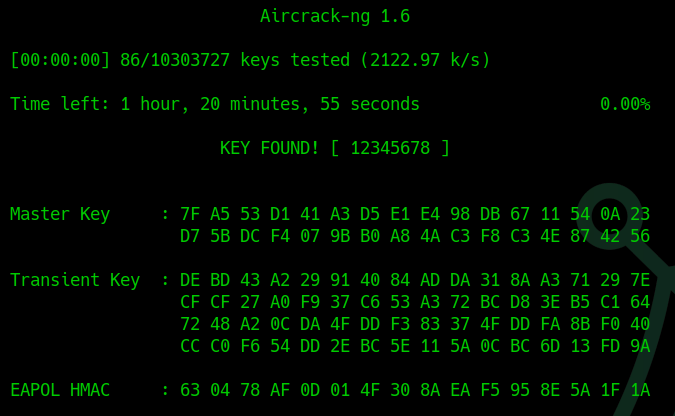 Aircrack-ng 1.6
[00:00:00] 86/10303727 keys tested (2122.97 k/s)
Time left: 1 hour, 20 minutes, 55 seconds 0.00%
KEY FOUND! [ 12345678 ]
Master Key : 7F A5 53 D1 41 A3 D5 E1 E4 98 DB 67 11 54 0A 23
D7 5B DC F4 07 9B B0 A8 4A C3 F8 C3 4E 87 42 56
Transient Key : DE BD 43 A2 29 91 40 84 AD DA 31 8A A3 71 29 7E
CF CF 27 A0 F9 37 C6 53 A3 72 BC D8 3E B5 C1 64
72 48 A2 0C DA 4F DD F3 83 37 4F DD FA 8B F0 40
CC C0 F6 54 DD 2E BC 5E 11 5A 0C BC 6D 13 FD 9A
EAPOL HMAC : 63 04 78 AF 0D 01 4F 30 8A EA F5 95 8E 5A 1F 1A